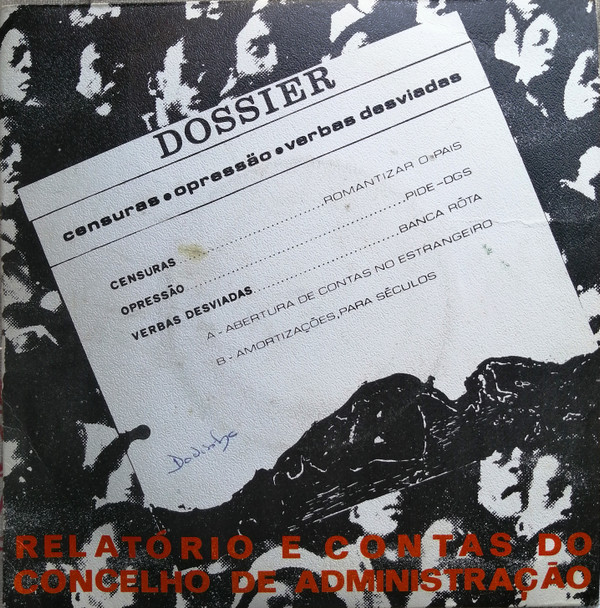 DOSSIER
censuras • opressão • verbas desviadas
CENSURAS ........................ ROMANTIZAR O PAIS
OPRESSÃO ........................ PIDE-DGS
VERBAS DESVIADAS ................ BANCA RÔTA
A - ABERTURA DE CONTAS NO ESTRANGEIRO
B - AMORTIZAÇÕES, PARA SÉCULOS
RELATÓRIO E CONTAS DO
CONCELHO DE ADMINISTRAÇÃO